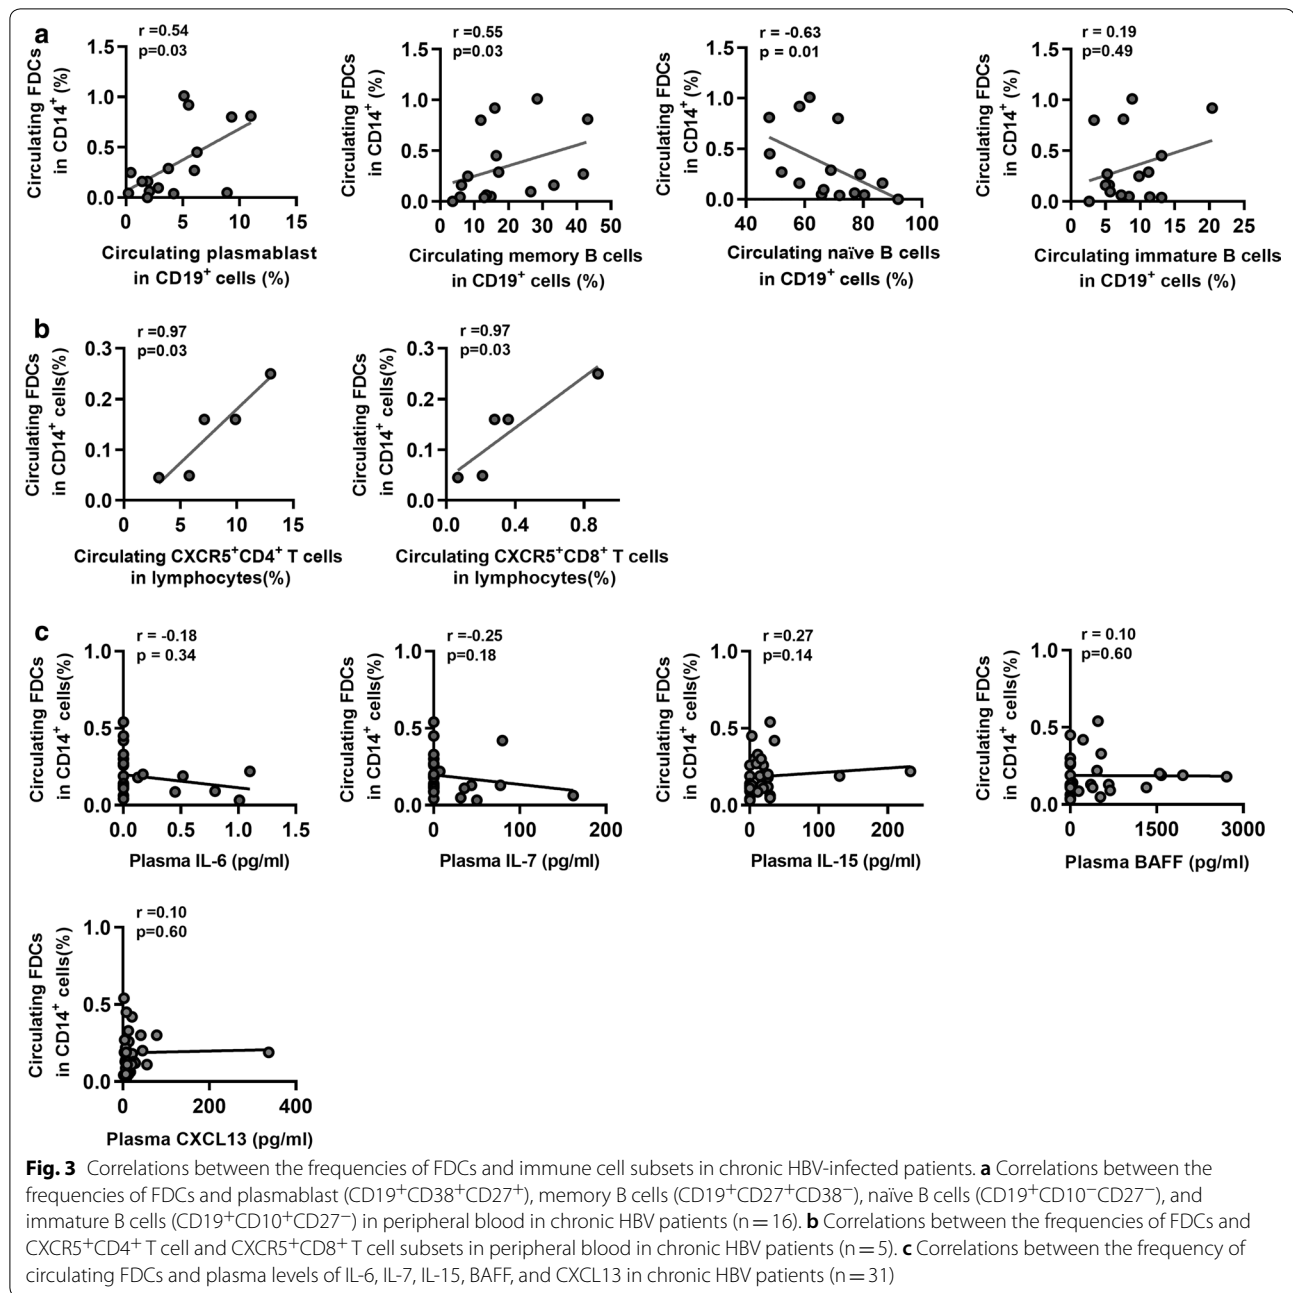 a
r =0.54
p=0.03
Circulating FDCs
in CD14⁺ (%)
1.5
1.0
0.5
0.0
0 5 10 15
Circulating plasmablast
in CD19⁺ cells (%)
r =0.55
p=0.03
Circulating FDCs
in CD14⁺ (%)
1.5
1.0
0.5
0.0
0 10 20 30 40 50
Circulating memory B cells
in CD19⁺ cells (%)
r = -0.63
p = 0.01
Circulating FDCs
in CD14⁺ (%)
1.5
1.0
0.5
0.0
40 60 80 100
Circulating naïve B cells
in CD19⁺ cells (%)
r = 0.19
p=0.49
Circulating FDCs
in CD14⁺ (%)
1.5
1.0
0.5
0.0
0 5 10 15 20 25
Circulating immature B cells
in CD19⁺ cells (%)
b
r =0.97
p=0.03
Circulating FDCs
in CD14⁺ cells(%)
0.3
0.2
0.1
0.0
0 5 10 15
Circulating CXCR5⁺CD4⁺ T cells
in lymphocytes(%)
r =0.97
p=0.03
Circulating FDCs
in CD14⁺ cells(%)
0.3
0.2
0.1
0.0
0.0 0.4 0.8
Circulating CXCR5⁺CD8⁺ T cells
in lymphocytes(%)
c
r = -0.18
p = 0.34
Circulating FDCs
in CD14⁺ cells(%)
1.0
0.5
0.0
0.0 0.5 1.0 1.5
Plasma IL-6 (pg/ml)
r =-0.25
p=0.18
Circulating FDCs
in CD14⁺ cells(%)
1.0
0.5
0.0
0 100 200
Plasma IL-7 (pg/ml)
r =0.27
p=0.14
Circulating FDCs
in CD14⁺ cells(%)
1.0
0.5
0.0
0 100 200
Plasma IL-15 (pg/ml)
r = 0.10
p=0.60
Circulating FDCs
in CD14⁺ cells(%)
1.0
0.5
0.0
0 1500 3000
Plasma BAFF (pg/ml)
r =0.10
p=0.60
Circulating FDCs
in CD14⁺ cells(%)
1.0
0.5
0.0
0 200 400
Plasma CXCL13 (pg/ml)
Fig. 3 Correlations between the frequencies of FDCs and immune cell subsets in chronic HBV-infected patients. a Correlations between the
frequencies of FDCs and plasmablast (CD19⁺CD38⁺CD27⁺), memory B cells (CD19⁺CD27⁺CD38⁻), naïve B cells (CD19⁺CD10⁻CD27⁻), and
immature B cells (CD19⁺CD10⁺CD27⁻) in peripheral blood in chronic HBV patients (n = 16). b Correlations between the frequencies of FDCs and
CXCR5⁺CD4⁺ T cell and CXCR5⁺CD8⁺ T cell subsets in peripheral blood in chronic HBV patients (n = 5). c Correlations between the frequency of
circulating FDCs and plasma levels of IL-6, IL-7, IL-15, BAFF, and CXCL13 in chronic HBV patients (n = 31)